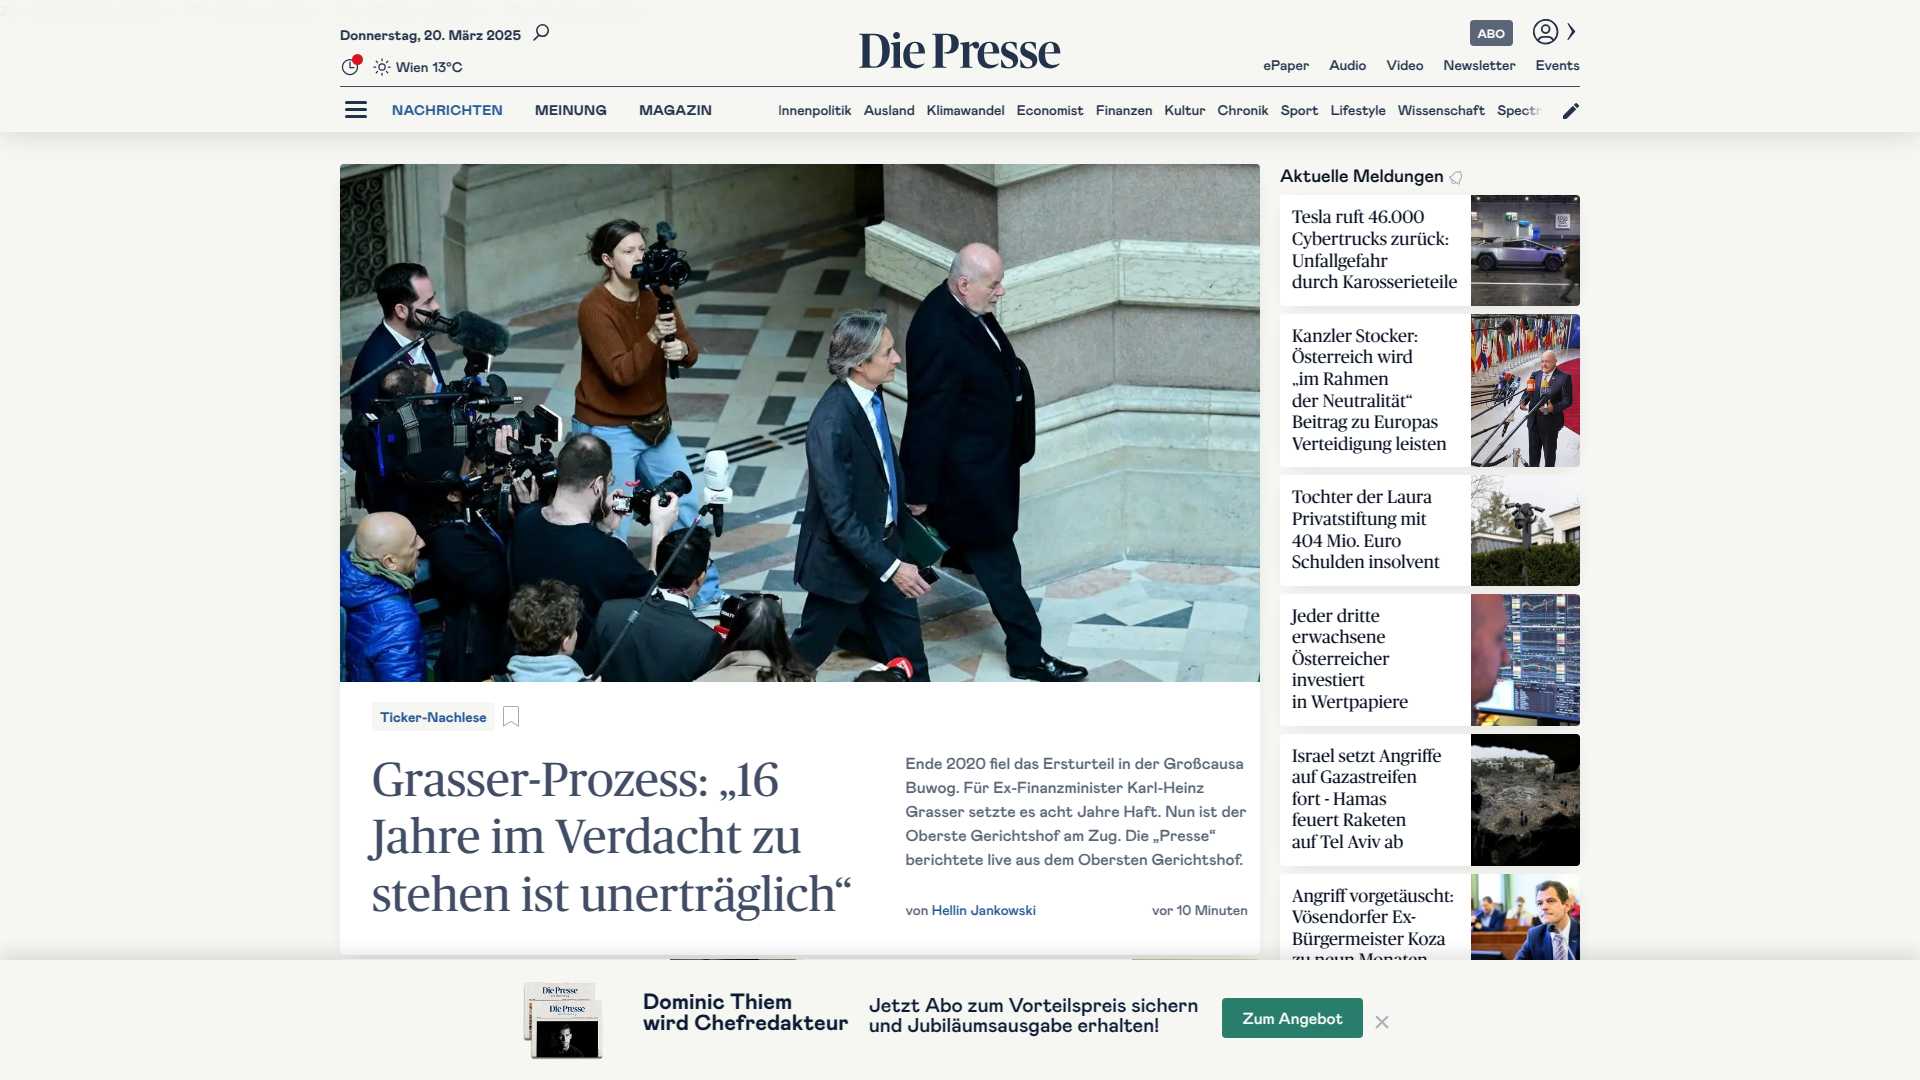 Donnerstag, 20. März 2025
Wien 13°C
Die Presse
ABO
ePaper Audio Video Newsletter Events
NACHRICHTEN MEINUNG MAGAZIN
Innenpolitik Ausland Klimawandel Economist Finanzen Kultur Chronik Sport Lifestyle Wissenschaft Spectr
Ticker-Nachlese
Grasser-Prozess: „16
Jahre im Verdacht zu
stehen ist unerträglich“
Ende 2020 fiel das Ersturteil in der Großcausa
Buwog. Für Ex-Finanzminister Karl-Heinz
Grasser setzte es acht Jahre Haft. Nun ist der
Oberste Gerichtshof am Zug. Die „Presse“
berichtete live aus dem Obersten Gerichtshof.
von Hellin Jankowski
vor 10 Minuten
Aktuelle Meldungen
Tesla ruft 46.000
Cybertrucks zurück:
Unfallgefahr
durch Karosserieteile
Kanzler Stocker:
Österreich wird
„im Rahmen
der Neutralität“
Beitrag zu Europas
Verteidigung leisten
Tochter der Laura
Privatstiftung mit
404 Mio. Euro
Schulden insolvent
Jeder dritte
erwachsene
Österreicher
investiert
in Wertpapiere
Israel setzt Angriffe
auf Gazastreifen
fort - Hamas
feuert Raketen
auf Tel Aviv ab
Angriff vorgetäuscht:
Vösendorfer Ex-
Bürgermeister Koza
zu neun Monaten
Die Presse
Die Presse
Dominic Thiem
wird Chefredakteur
Jetzt Abo zum Vorteilspreis sichern
und Jubiläumsausgabe erhalten!
Zum Angebot